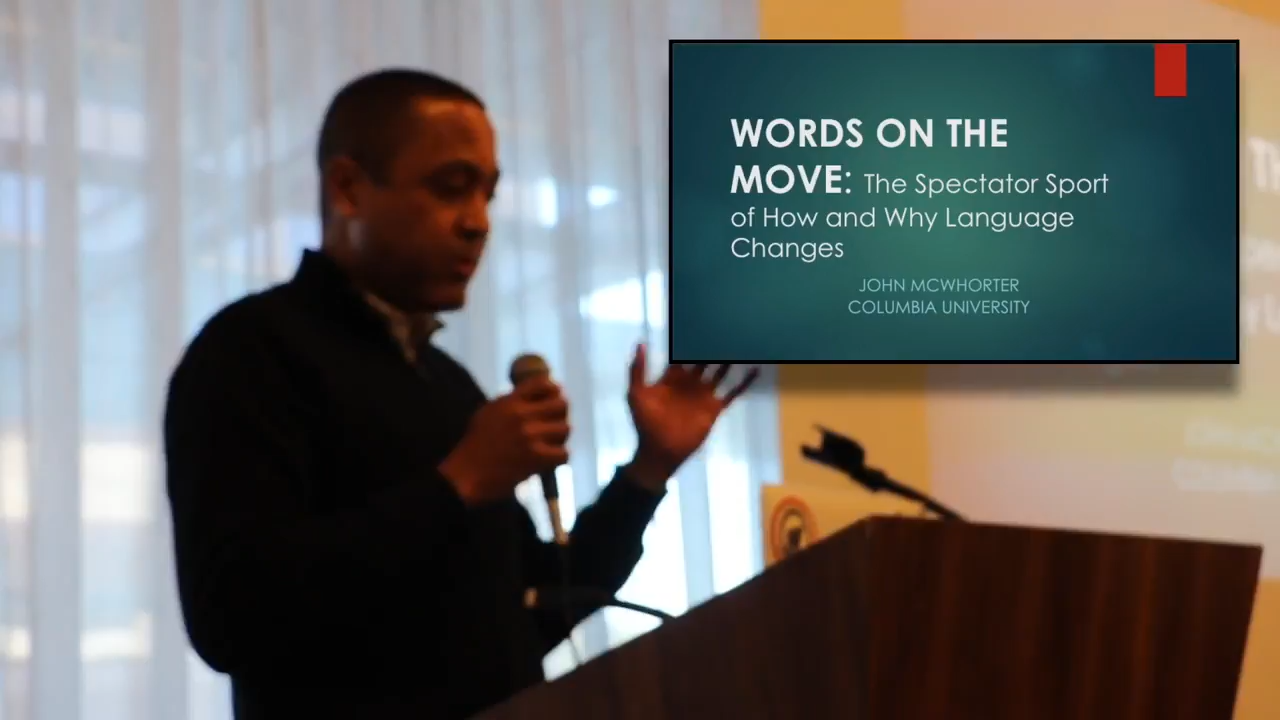 WORDS ON THE
MOVE: The Spectator Sport
of How and Why Language
Changes
JOHN MCWHORTER
COLUMBIA UNIVERSITY